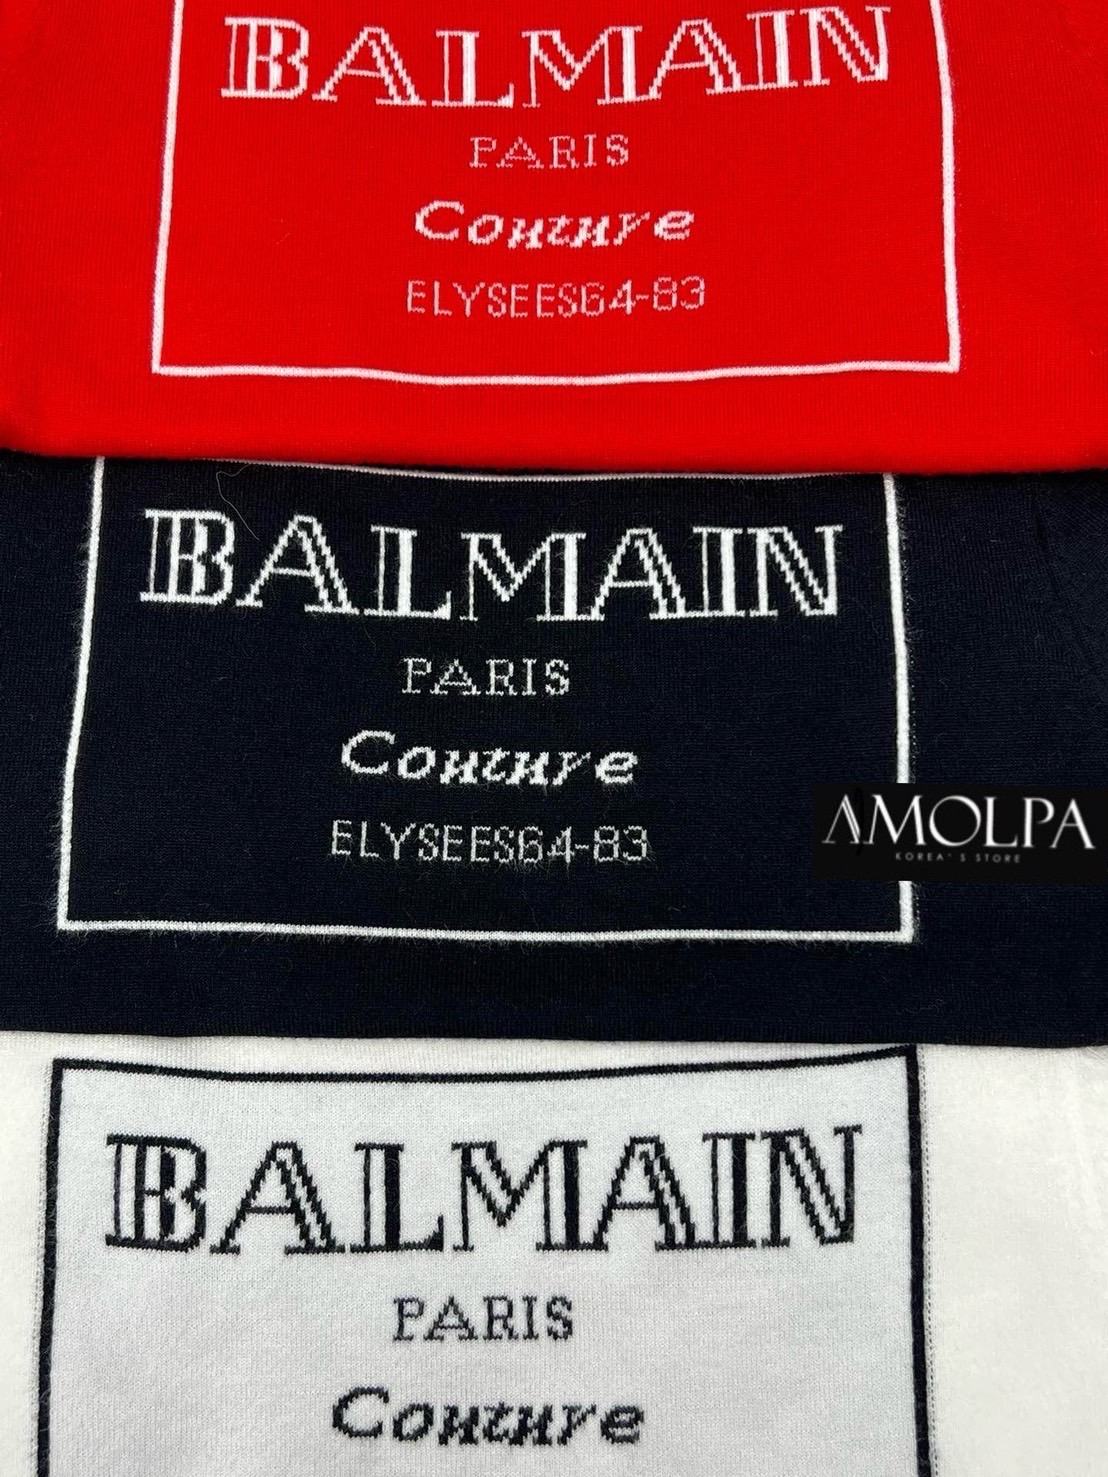 BALMAIN
PARIS
Couture
ELYSEES64-83
BALMAIN
PARIS
Couture
ELYSEES64-83
AMOLPA
KOREA'S STORE
BALMAIN
PARIS
Couture